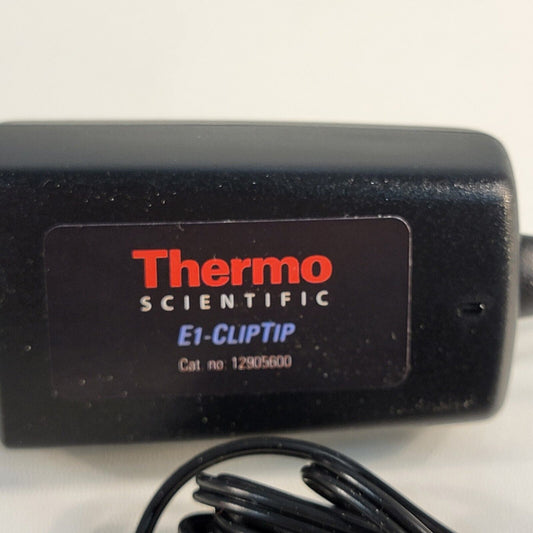 Thermo
SCIENTIFIC
E1-CLIPTIP
Cat. no: 12905600